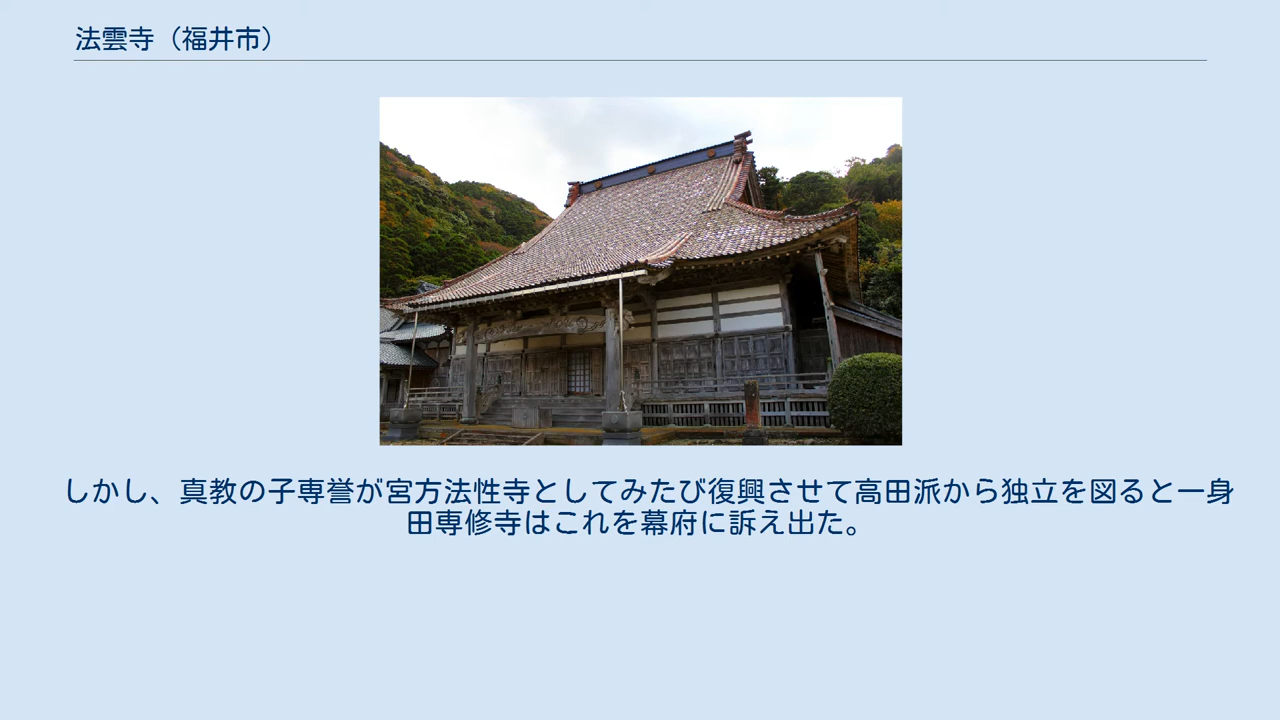 法雲寺（福井市）
しかし、真教の子専誉が宮方法性寺としてみたび復興させて高田派から独立を図ると一身
田専修寺はこれを幕府に訴え出た。